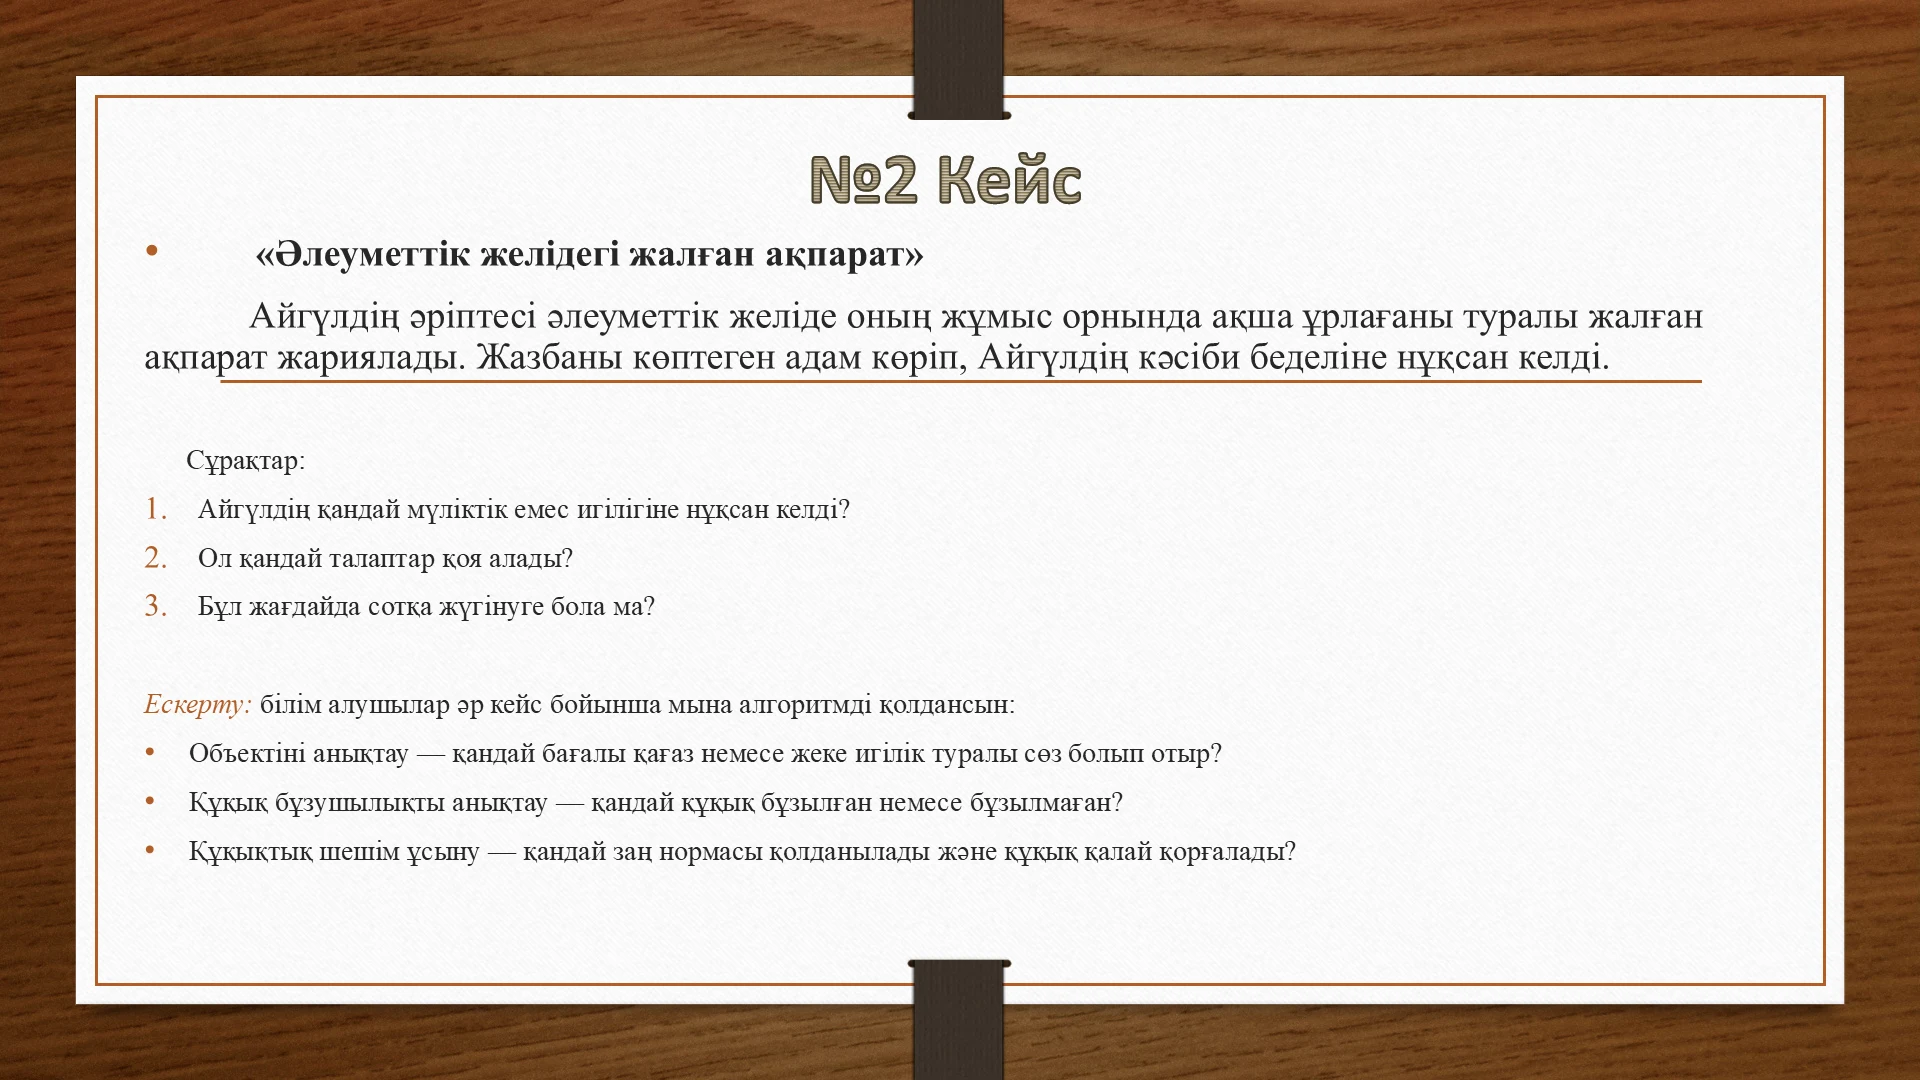 №2 Кейс
• «Әлеуметтік желідегі жалған ақпарат»
Айгүлдің әріптесі әлеуметтік желіде оның жұмыс орнында ақша ұрлағаны туралы жалған
ақпарат жариялады. Жазбаны көптеген адам көріп, Айгүлдің кәсіби беделіне нұқсан келді.
Сұрақтар:
1. Айгүлдің қандай мүліктік емес игілігіне нұқсан келді?
2. Ол қандай талаптар қоя алады?
3. Бұл жағдайда сотқа жүгінуге бола ма?
Ескерту: білім алушылар әр кейс бойынша мына алгоритмді қолдансын:
• Объектіні анықтау — қандай бағалы қағаз немесе жеке игілік туралы сөз болып отыр?
• Құқық бұзушылықты анықтау — қандай құқық бұзылған немесе бұзылмаған?
• Құқықтық шешім ұсыну — қандай заң нормасы қолданылады және құқық қалай қорғалады?